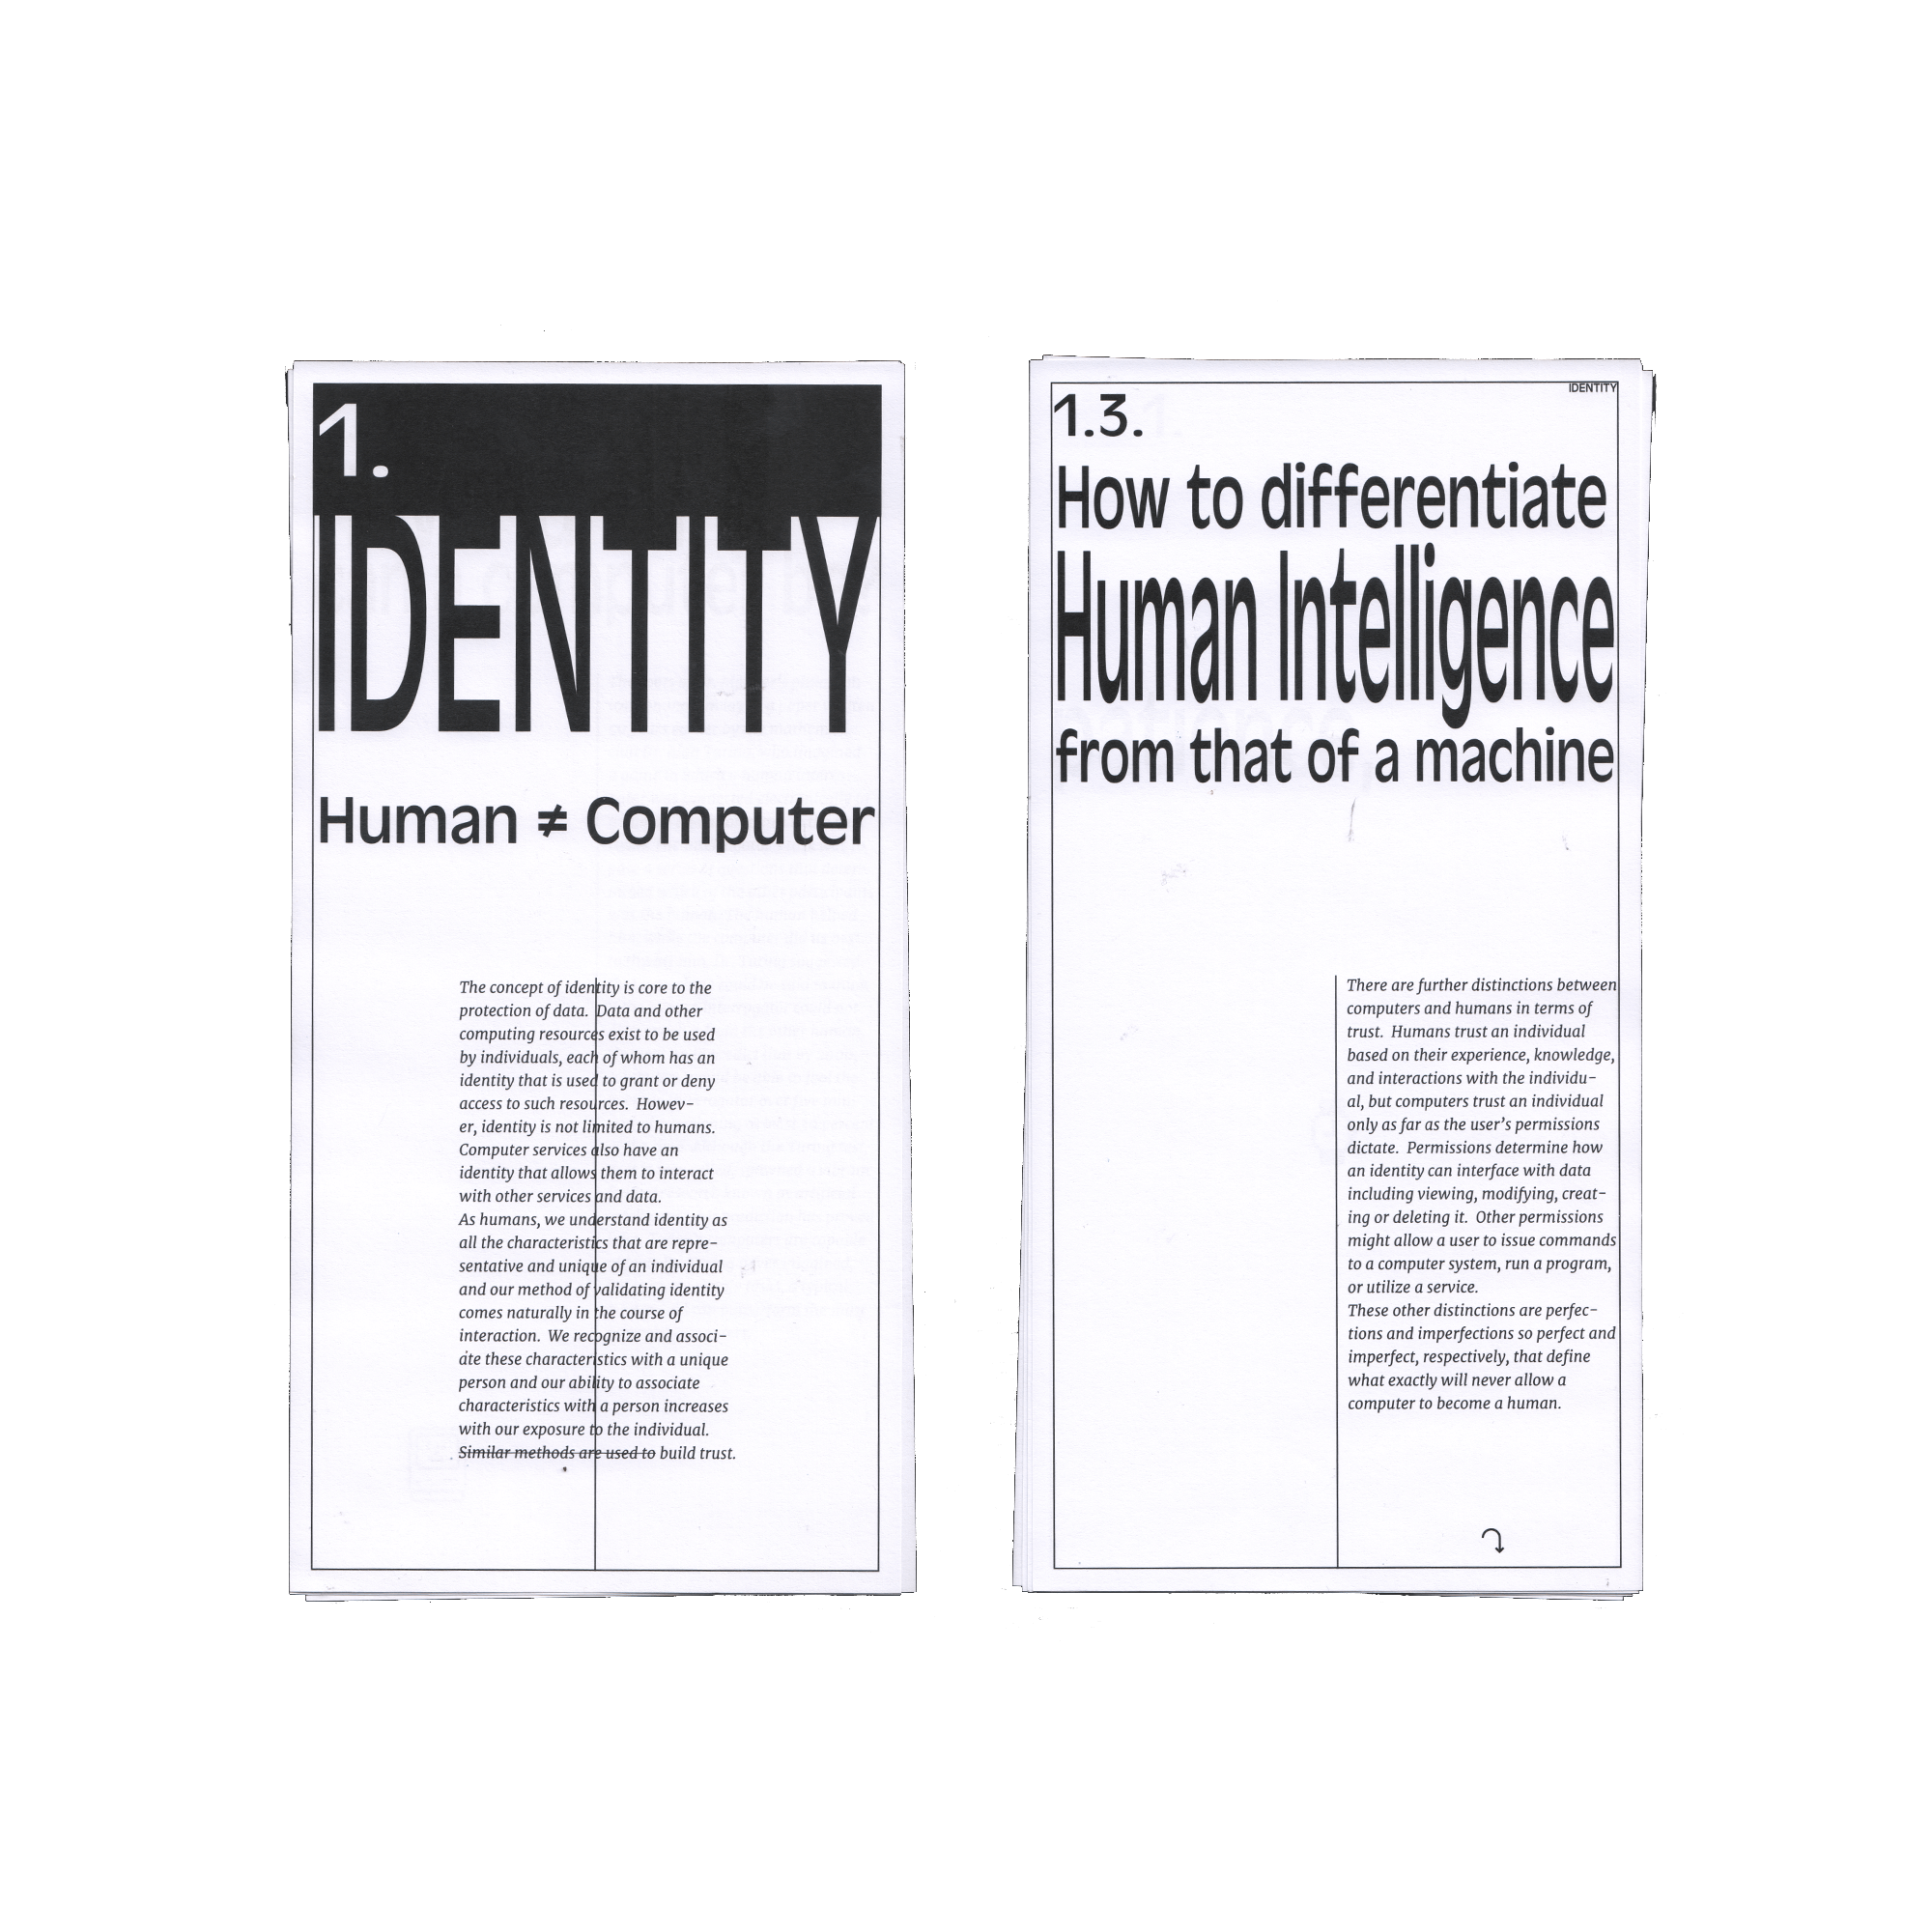 1.
IDENTITY
Human ≠ Computer
The concept of identity is core to the
protection of data.  Data and other
computing resources exist to be used
by individuals, each of whom has an
identity that is used to grant or deny
access to such resources.  Howev-
er, identity is not limited to humans.
Computer services also have an
identity that allows them to interact
with other services and data.
As humans, we understand identity as
all the characteristics that are repre-
sentative and unique of an individual
and our method of validating identity
comes naturally in the course of
interaction.  We recognize and associ-
ate these characteristics with a unique
person and our ability to associate
characteristics with a person increases
with our exposure to the individual.
Similar methods are used to build trust.
IDENTITY
1.3.
How to differentiate
Human Intelligence
from that of a machine
There are further distinctions between
computers and humans in terms of
trust.  Humans trust an individual
based on their experience, knowledge,
and interactions with the individu-
al, but computers trust an individual
only as far as the user’s permissions
dictate.  Permissions determine how
an identity can interface with data
including viewing, modifying, creat-
ing or deleting it.  Other permissions
might allow a user to issue commands
to a computer system, run a program,
or utilize a service.
These other distinctions are perfec-
tions and imperfections so perfect and
imperfect, respectively, that define
what exactly will never allow a
computer to become a human.